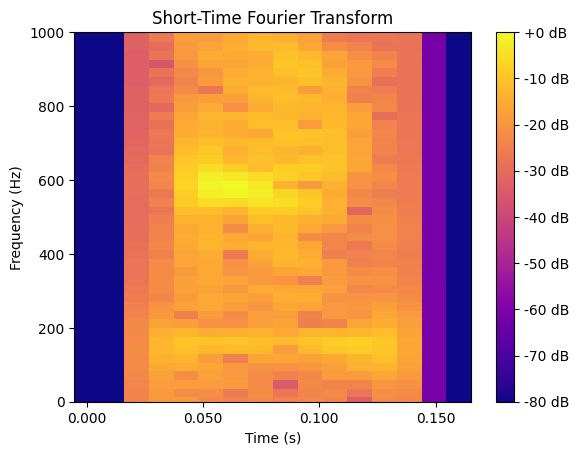 Short-Time Fourier Transform
1000
800
600
400
200
0
Frequency (Hz)
0.000
0.050
0.100
0.150
Time (s)
+0 dB
-10 dB
-20 dB
-30 dB
-40 dB
-50 dB
-60 dB
-70 dB
-80 dB